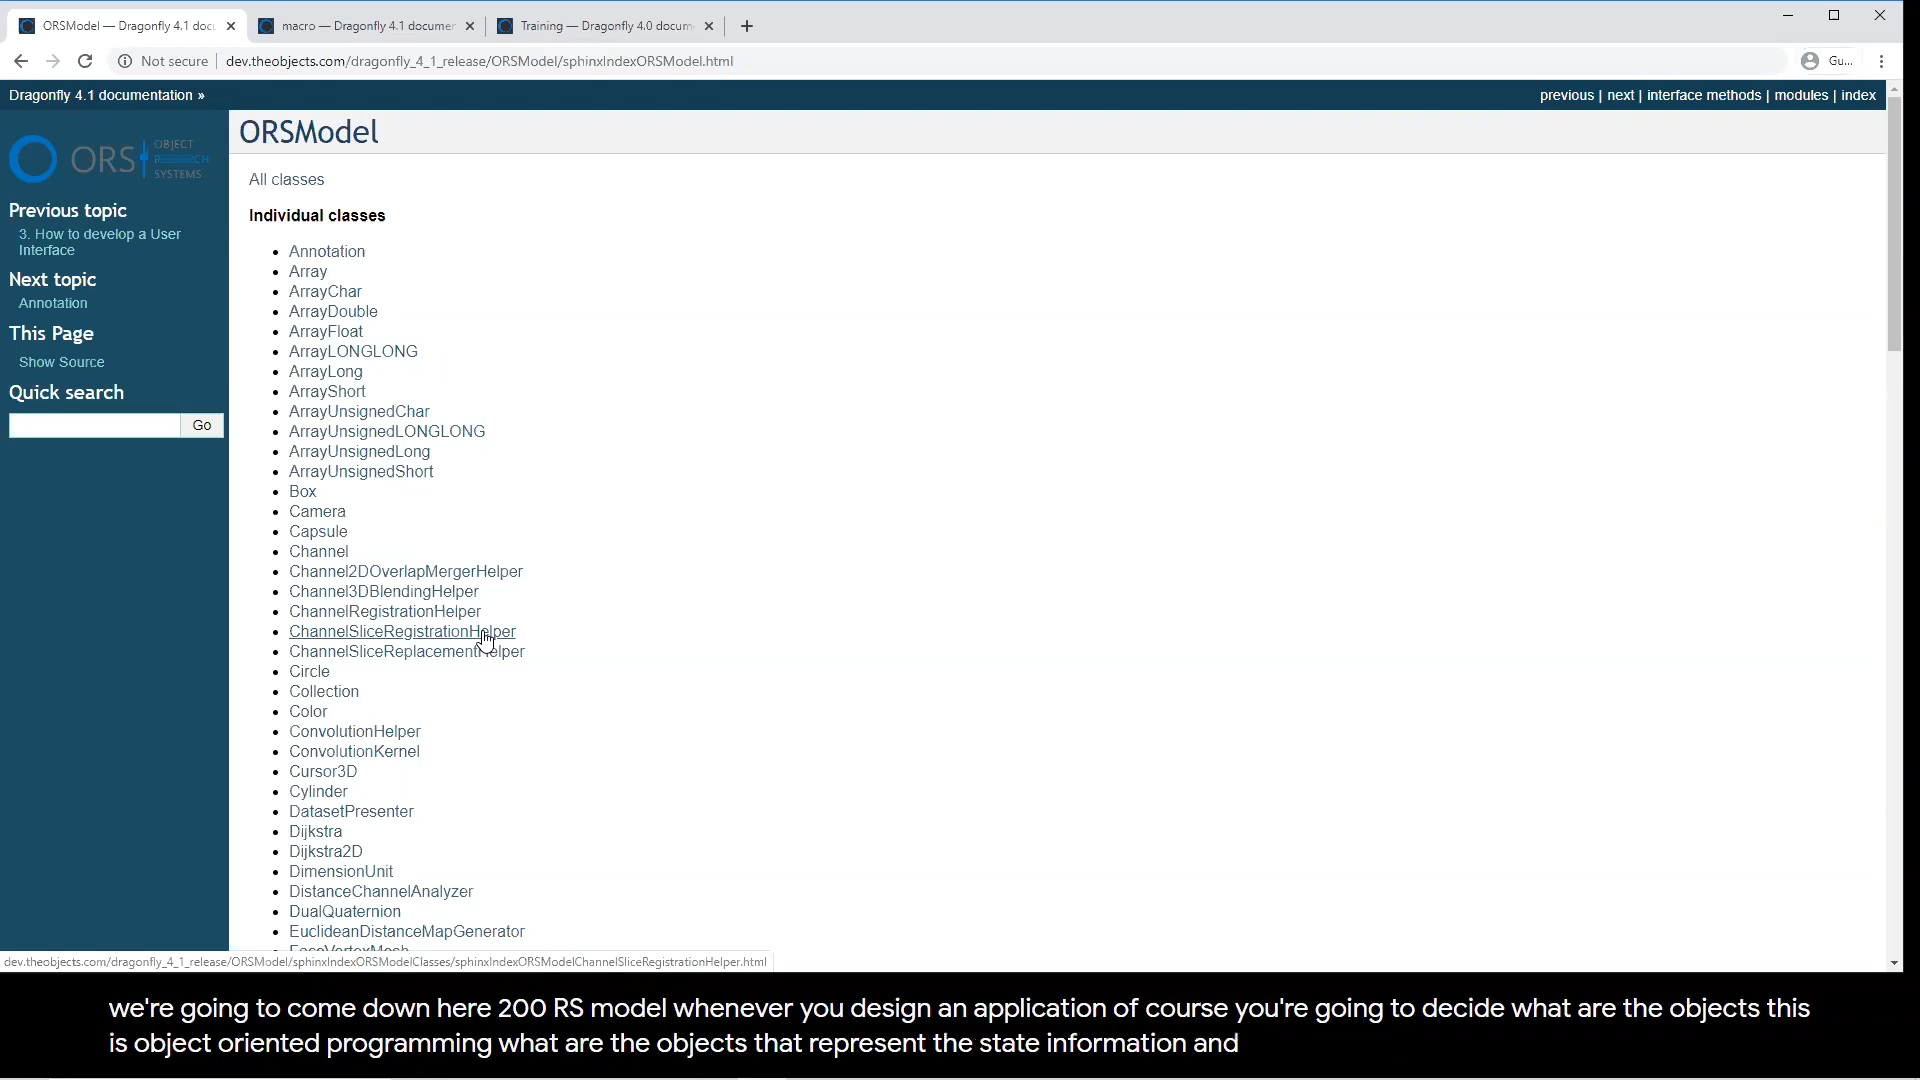 ORSModel — Dragonfly 4.1 doc
macro — Dragonfly 4.1 documen
Training — Dragonfly 4.0 docum
Not secure
dev.theobjects.com/dragonfly_4_1_release/ORSModel/sphinxIndexORSModel.html
Gu...
Dragonfly 4.1 documentation »
previous | next | interface methods | modules | index
ORS OBJECT RESEARCH SYSTEMS
Previous topic
3. How to develop a User
Interface
Next topic
Annotation
This Page
Show Source
Quick search
Go
ORSModel
All classes
Individual classes
Annotation
Array
ArrayChar
ArrayDouble
ArrayFloat
ArrayLONGLONG
ArrayLong
ArrayShort
ArrayUnsignedChar
ArrayUnsignedLONGLONG
ArrayUnsignedLong
ArrayUnsignedShort
Box
Camera
Capsule
Channel
Channel2DOverlapMergerHelper
Channel3DBlendingHelper
ChannelRegistrationHelper
ChannelSliceRegistrationHelper
ChannelSliceReplacementHelper
Circle
Collection
Color
ConvolutionHelper
ConvolutionKernel
Cursor3D
Cylinder
DatasetPresenter
Dijkstra
Dijkstra2D
DimensionUnit
DistanceChannelAnalyzer
DualQuaternion
EuclideanDistanceMapGenerator
FaceVertexMesh
dev.theobjects.com/dragonfly_4_1_release/ORSModel/sphinxIndexORSModelClasses/sphinxIndexORSModelChannelSliceRegistrationHelper.html
we're going to come down here 200 RS model whenever you design an application of course you're going to decide what are the objects this
is object oriented programming what are the objects that represent the state information and